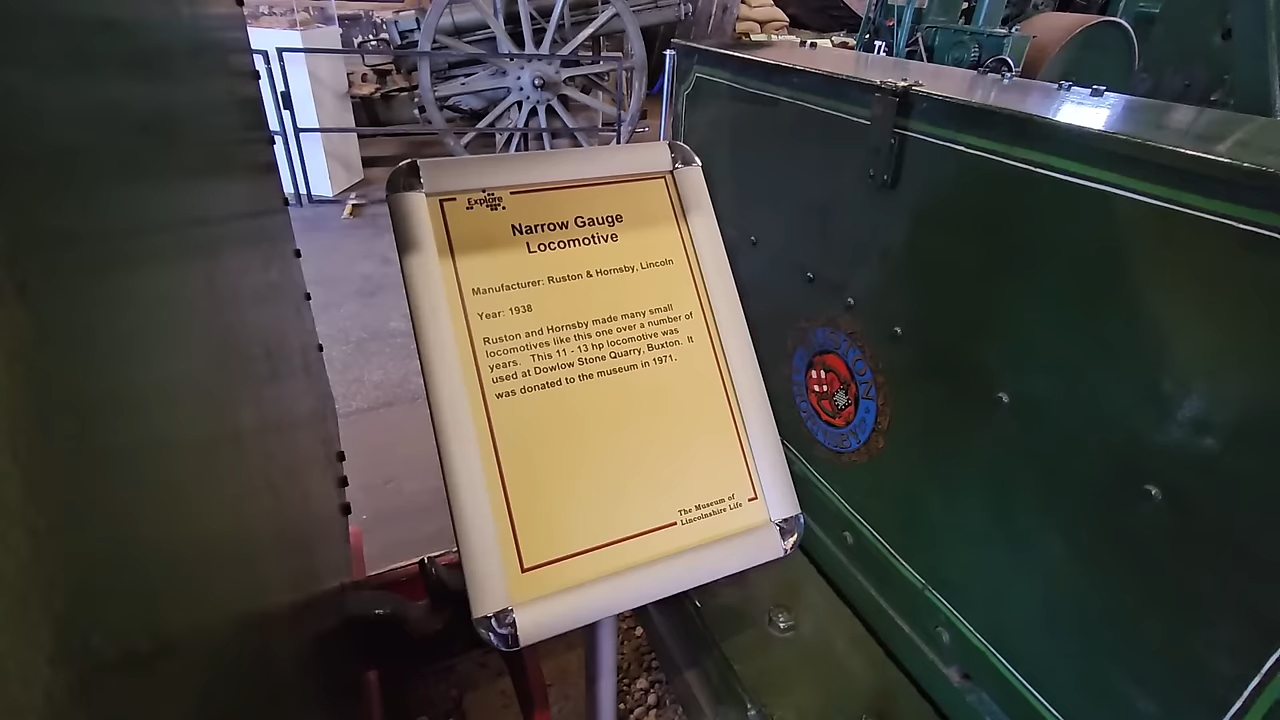 Explore
Narrow Gauge
Locomotive
Manufacturer: Ruston & Hornsby, Lincoln
Year: 1938
Ruston and Hornsby made many small
locomotives like this one over a number of
years. This 11 - 13 hp locomotive was
used at Dowlow Stone Quarry, Buxton. It
was donated to the museum in 1971.
The Museum of
Lincolnshire Life